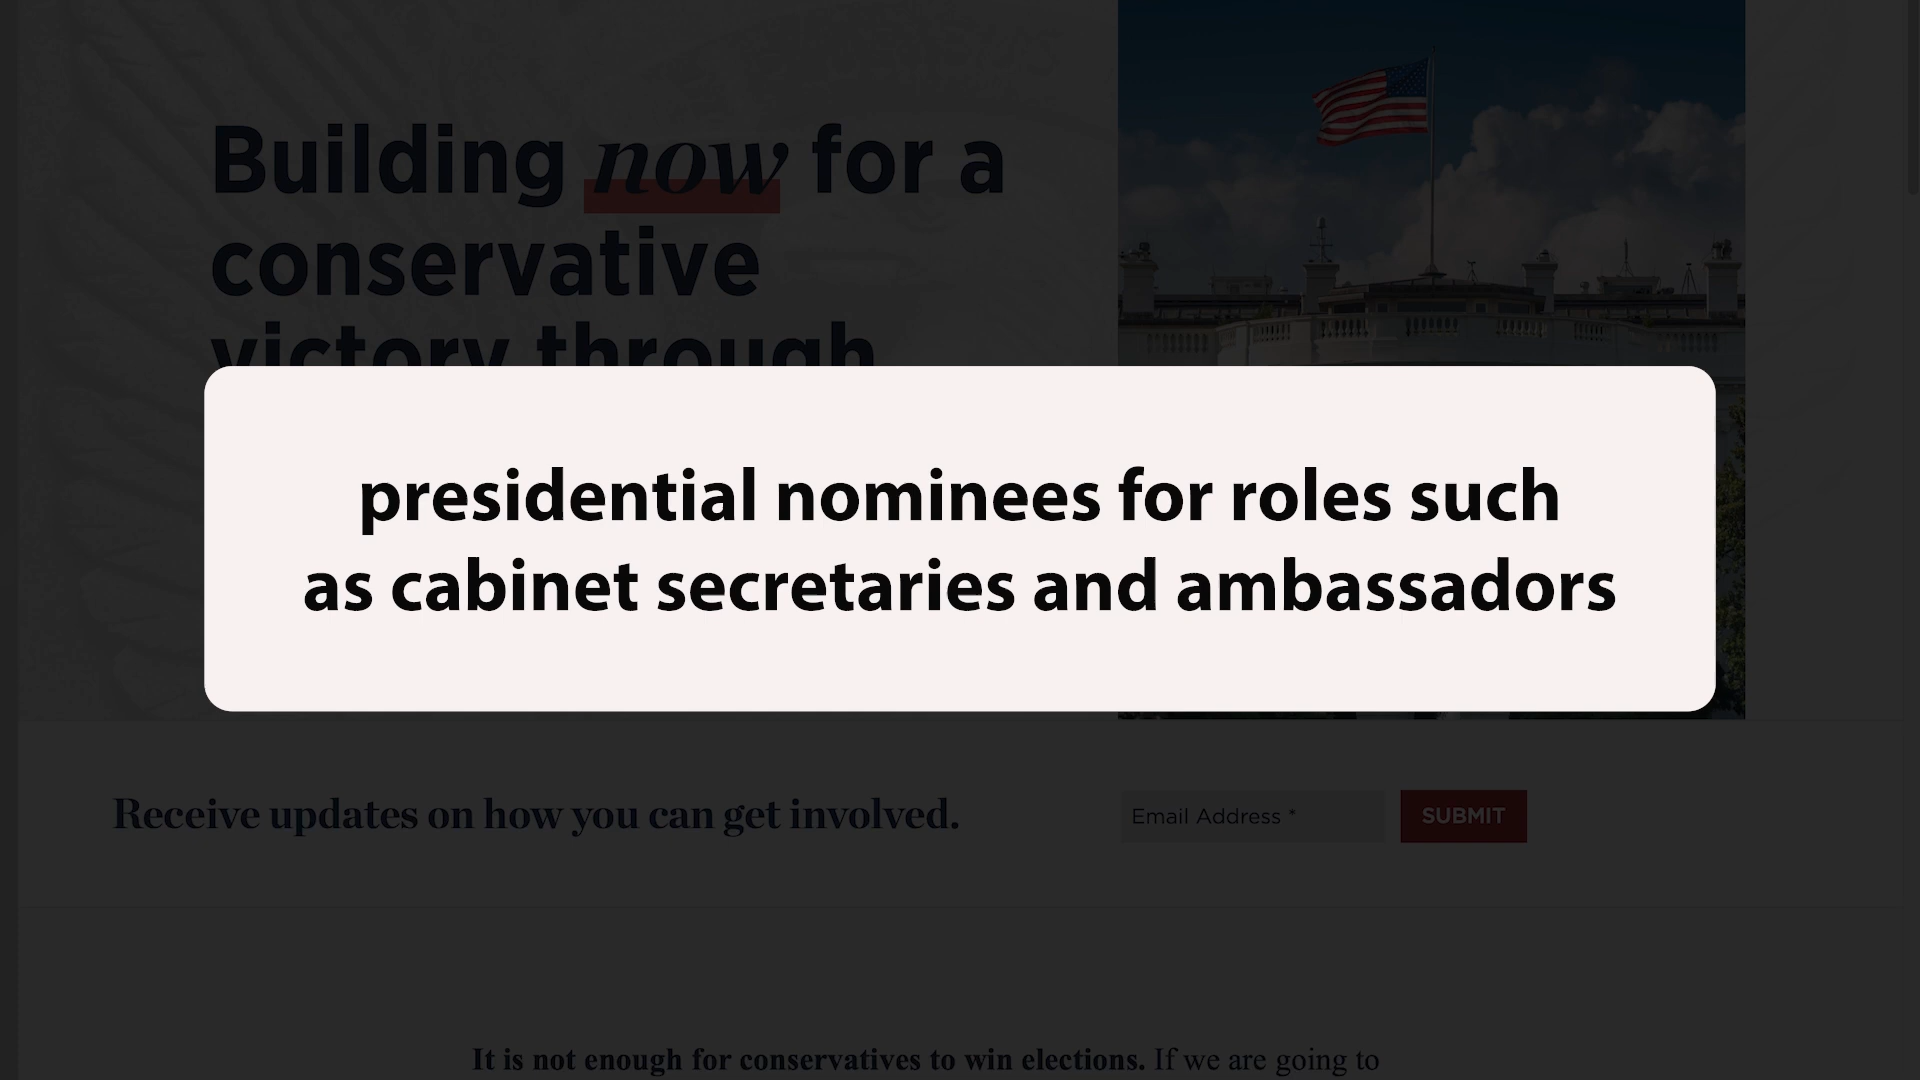 Building now for a
conservative
victory through
presidential nominees for roles such
as cabinet secretaries and ambassadors
Receive updates on how you can get involved.
Email Address *
SUBMIT
It is not enough for conservatives to win elections. If we are going to